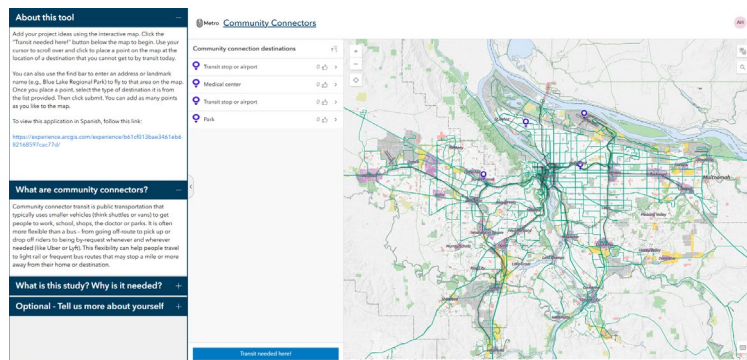 About this tool
Add your project ideas using the interactive map. Click the
"Transit needed here!" button below the map to begin. Use your
cursor to scroll over and click to place a point on the map at the
location of a destination that you cannot get to by transit today.
You can also use the find bar to enter an address or landmark
name (e.g., Blue Lake Regional Park) to fly to that area on the map.
Once you place a point, select the type of destination it is from
the list provided. Then click submit. You can add as many points
as you like to the map.
To view this application in Spanish, follow this link:
What are community connectors?
Community connector transit is public transportation that
typically uses smaller vehicles (think shuttles or vans) to get
people to work, school, shops, the doctor or parks. It is often
more flexible than a bus - from going off-route to pick up or
drop off riders to being by-request whenever and wherever
needed (like Uber or Lyft). This flexibility can help people travel
to light rail or frequent bus routes that may stop a mile or more
away from their home or destination.
What is this study? Why is it needed? +
Optional - Tell us more about yourself +
Metro Community Connectors
AH
Community connection destinations
Transit stop or airport 0
Medical center 0
Transit stop or airport 0
Park 0
Transit needed here!
Multnomah